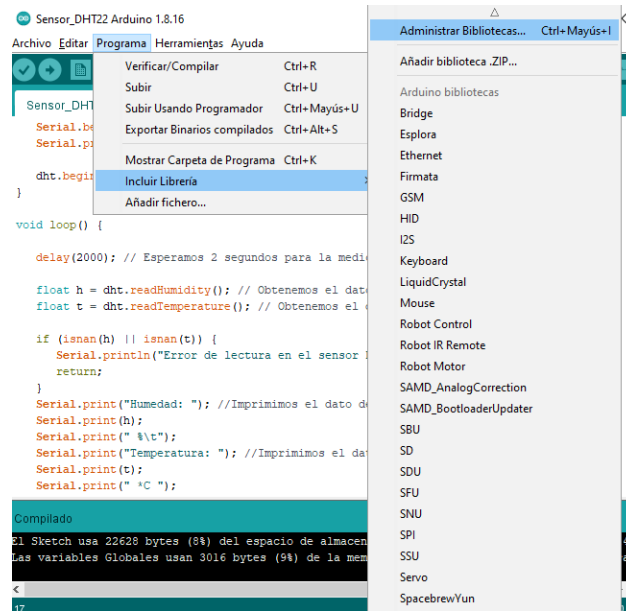 Sensor_DHT22 Arduino 1.8.16
Archivo Editar Programa Herramientas Ayuda
Sensor_DHT
Verificar/Compilar Ctrl+R
Subir Ctrl+U
Subir Usando Programador Ctrl+Mayús+U
Exportar Binarios compilados Ctrl+Alt+S
Mostrar Carpeta de Programa Ctrl+K
Incluir Librería
Añadir fichero...
Administrar Bibliotecas... Ctrl+Mayús+I
Añadir biblioteca .ZIP...
Arduino bibliotecas
Bridge
Esplora
Ethernet
Firmata
GSM
HID
I2S
Keyboard
LiquidCrystal
Mouse
Robot Control
Robot IR Remote
Robot Motor
SAMD_AnalogCorrection
SAMD_BootloaderUpdater
SBU
SD
SDU
SFU
SNU
SPI
SSU
Servo
SpacebrewYun
Serial.be
Serial.pr
dht.begin
}
void loop() {
delay(2000); // Esperamos 2 segundos para la medic
float h = dht.readHumidity(); // Obtenemos el dato
float t = dht.readTemperature(); // Obtenemos el d
if (isnan(h) || isnan(t)) {
Serial.println("Error de lectura en el sensor
return;
}
Serial.print("Humedad: "); //Imprimimos el dato de
Serial.print(h);
Serial.print(" %\t");
Serial.print("Temperatura: "); //Imprimimos el dat
Serial.print(t);
Serial.print(" *C ");
Compilado
El Sketch usa 22628 bytes (8%) del espacio de almacen
Las variables Globales usan 3016 bytes (9%) de la mem
17